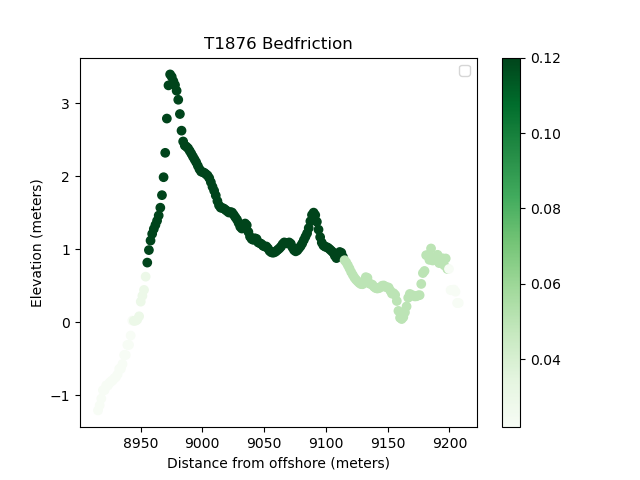 T1876 Bedfriction
Elevation (meters)
3
2
1
0
−1
8950 9000 9050 9100 9150 9200
Distance from offshore (meters)
0.12
0.10
0.08
0.06
0.04